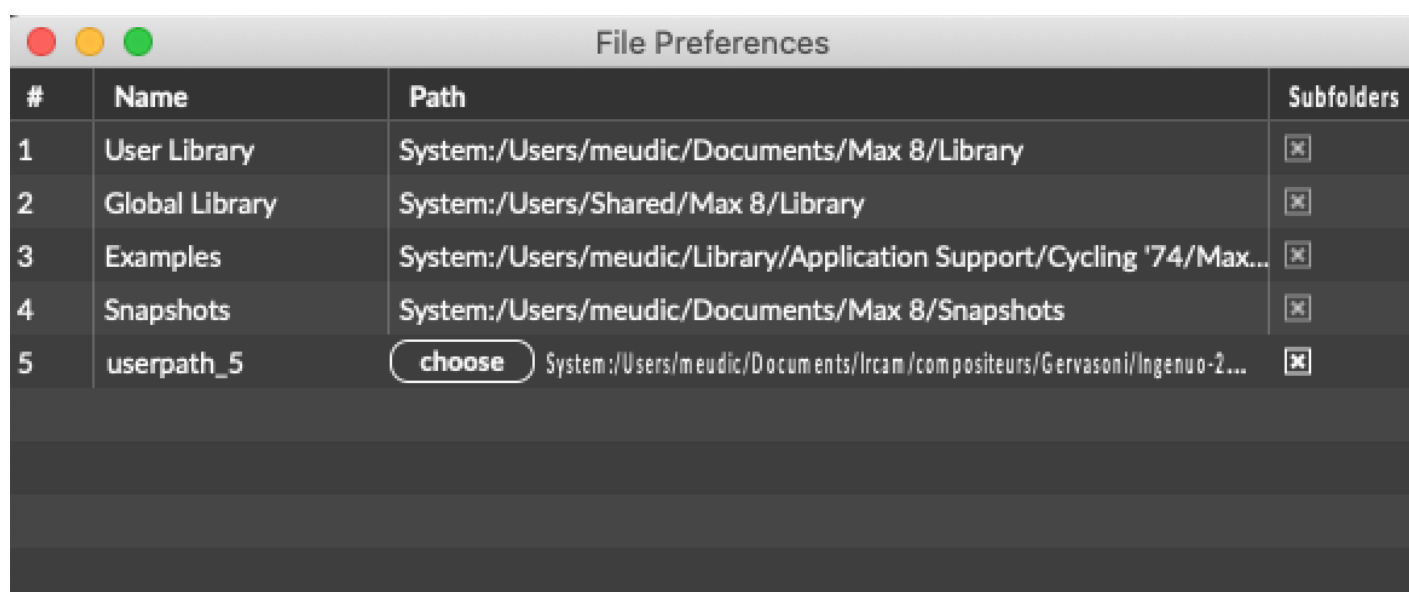 File Preferences
# Name Path Subfolders
1 User Library System:/Users/meudic/Documents/Max 8/Library
2 Global Library System:/Users/Shared/Max 8/Library
3 Examples System:/Users/meudic/Library/Application Support/Cycling '74/Max...
4 Snapshots System:/Users/meudic/Documents/Max 8/Snapshots
5 userpath_5 choose System:/Users/meudic/Documents/Ircam/compositeurs/Gervasoni/Ingenuo-2...